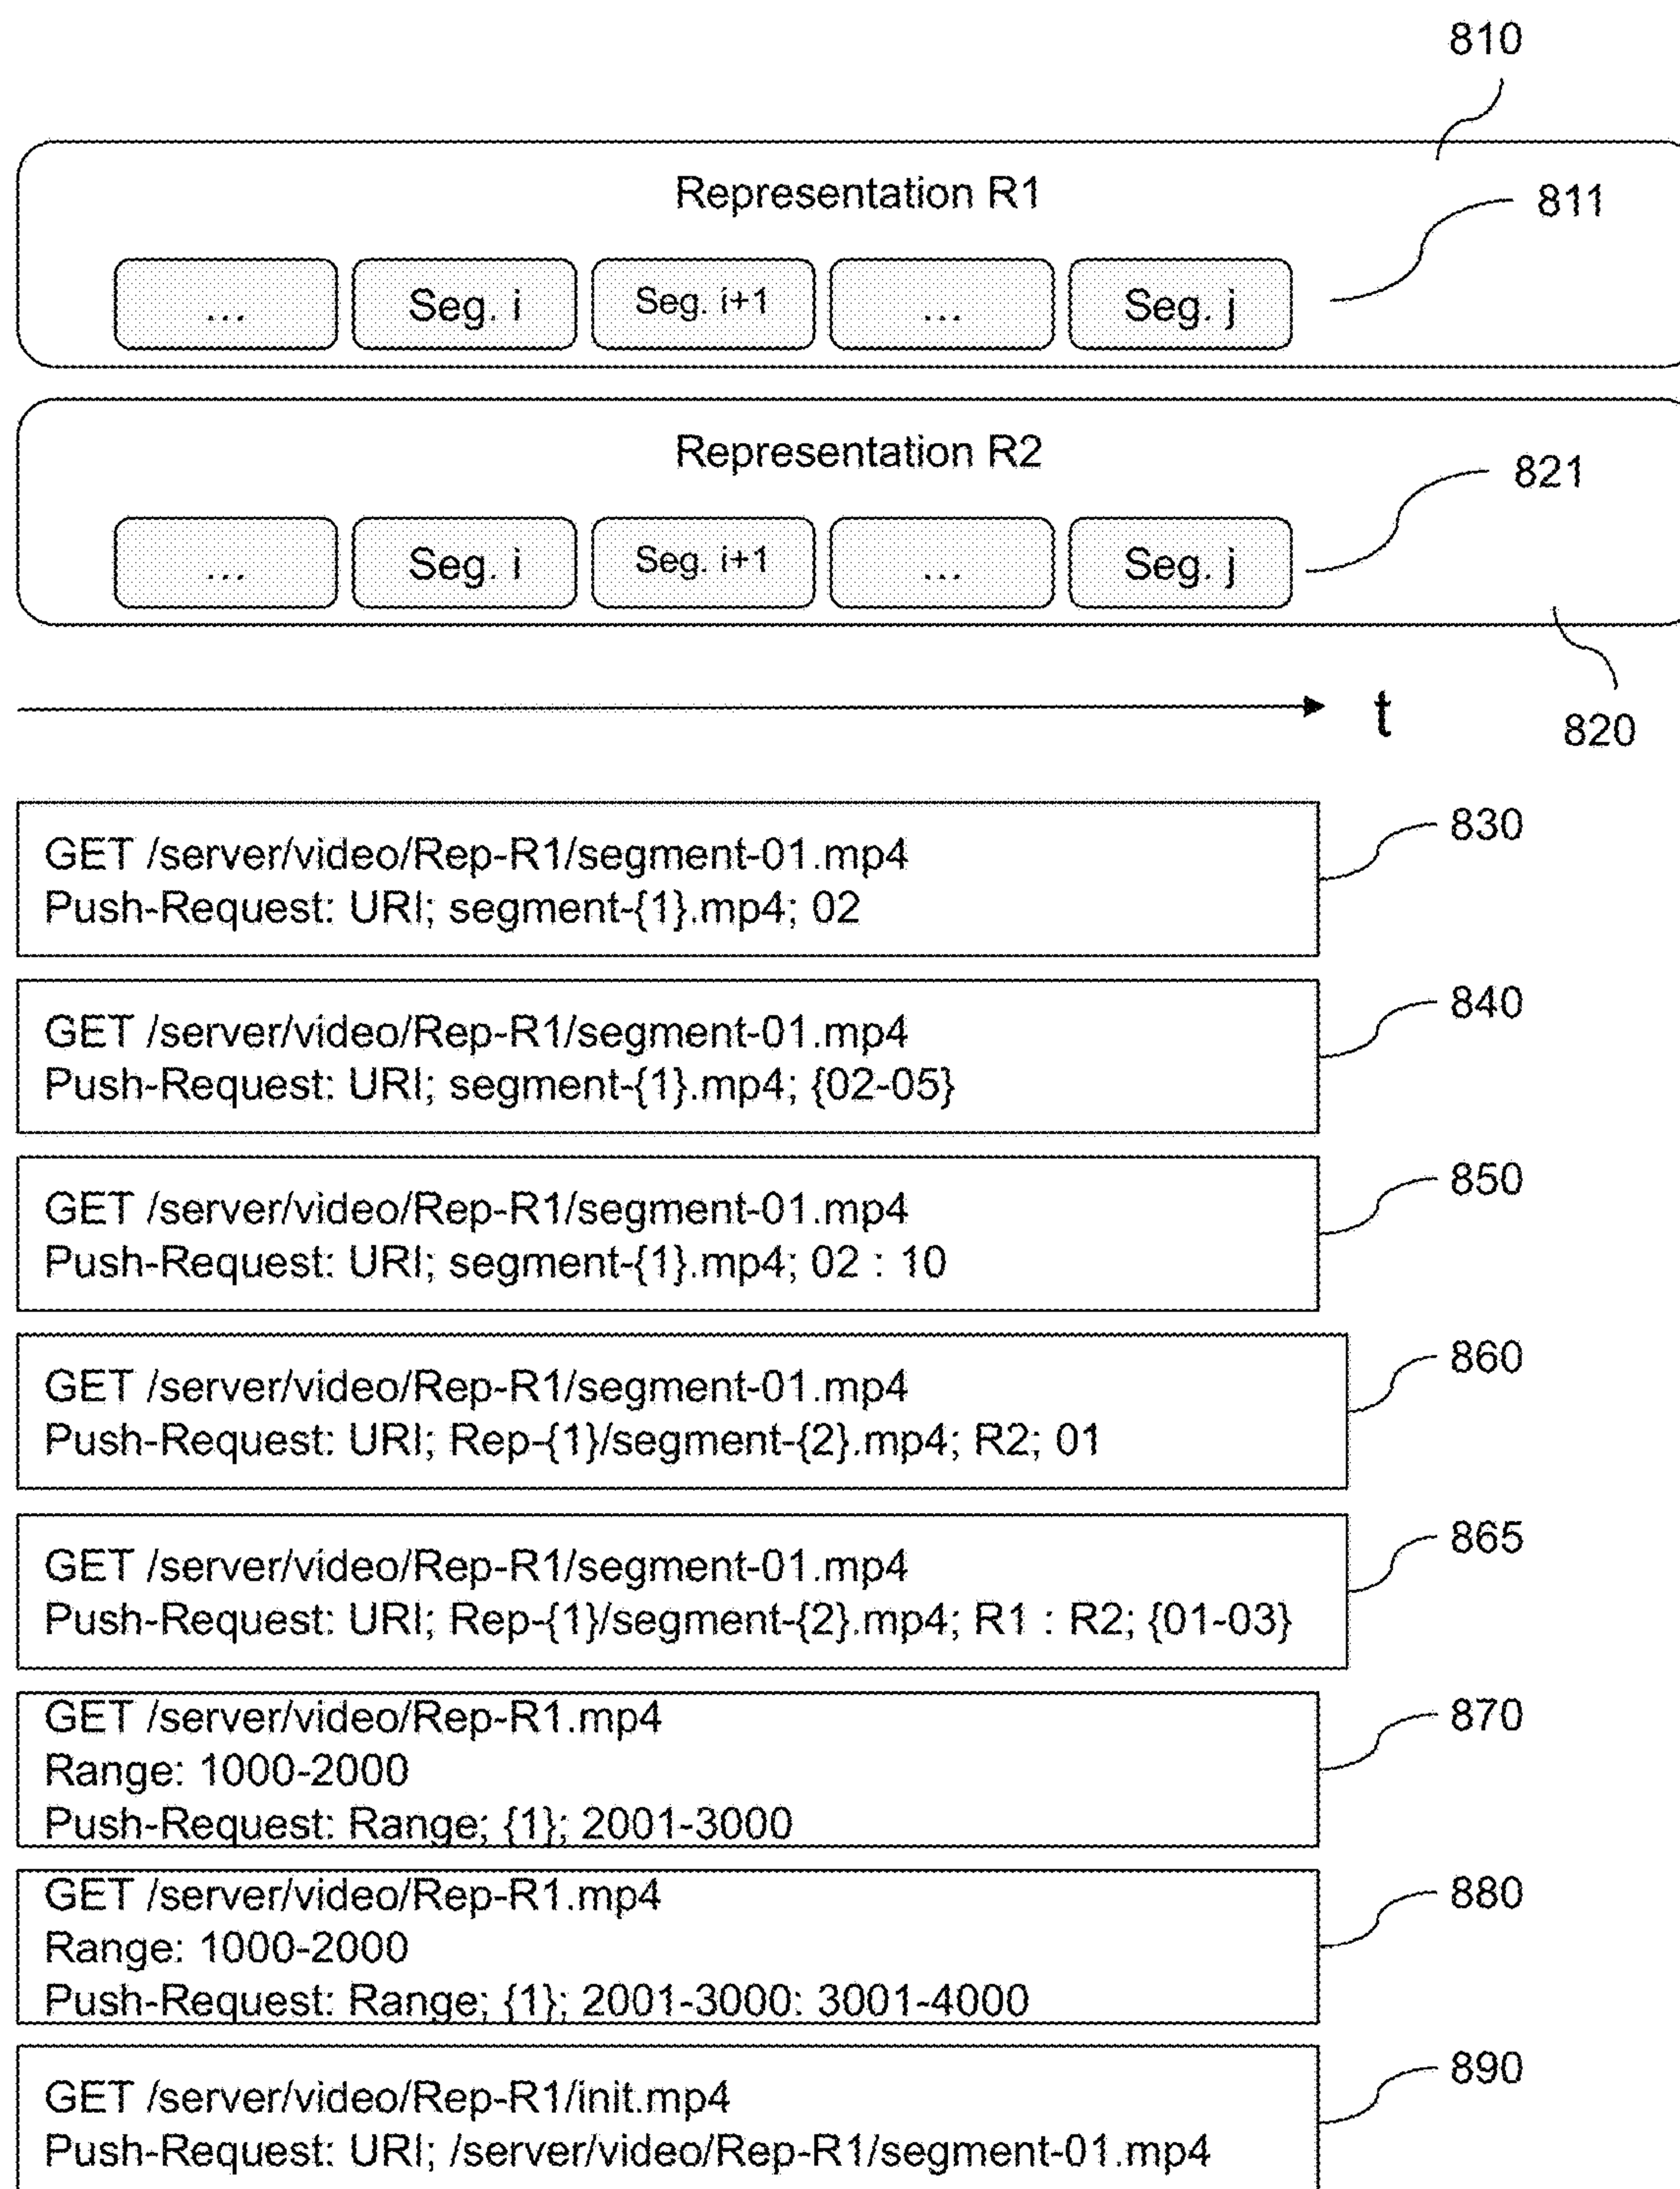 810
Representation R1
811
... Seg. i Seg. i+1 ... Seg. j
Representation R2
821
... Seg. i Seg. i+1 ... Seg. j
t
820
830
GET /server/video/Rep-R1/segment-01.mp4
Push-Request: URI; segment-{1}.mp4; 02
840
GET /server/video/Rep-R1/segment-01.mp4
Push-Request: URI; segment-{1}.mp4; {02-05}
850
GET /server/video/Rep-R1/segment-01.mp4
Push-Request: URI; segment-{1}.mp4; 02 : 10
860
GET /server/video/Rep-R1/segment-01.mp4
Push-Request: URI; Rep-{1}/segment-{2}.mp4; R2; 01
865
GET /server/video/Rep-R1/segment-01.mp4
Push-Request: URI; Rep-{1}/segment-{2}.mp4; R1 : R2; {01-03}
870
GET /server/video/Rep-R1.mp4
Range: 1000-2000
Push-Request: Range; {1}; 2001-3000
880
GET /server/video/Rep-R1.mp4
Range: 1000-2000
Push-Request: Range; {1}; 2001-3000: 3001-4000
890
GET /server/video/Rep-R1/init.mp4
Push-Request: URI; /server/video/Rep-R1/segment-01.mp4